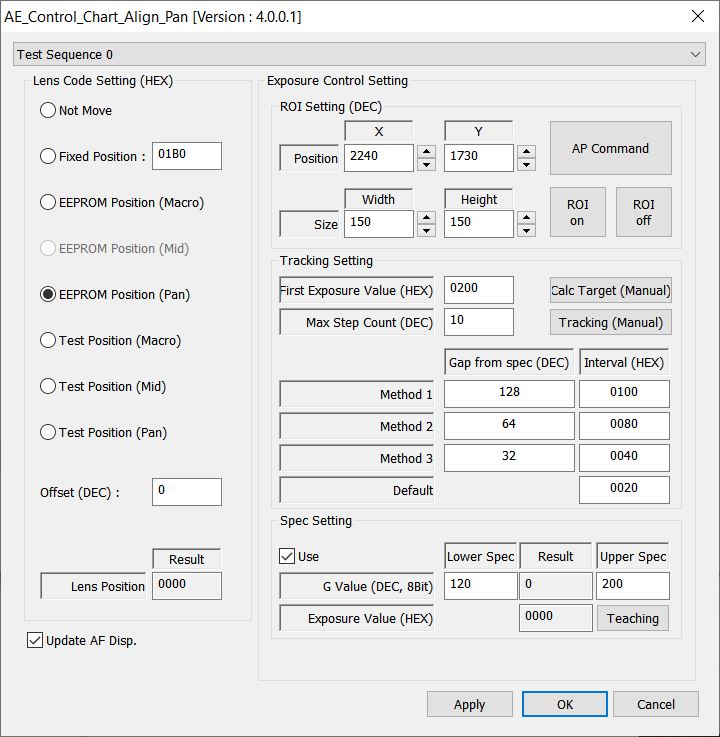 AE_Control_Chart_Align_Pan [Version : 4.0.0.1]
Test Sequence 0
Lens Code Setting (HEX)
Not Move
Fixed Position : 01B0
EEPROM Position (Macro)
EEPROM Position (Mid)
EEPROM Position (Pan)
Test Position (Macro)
Test Position (Mid)
Test Position (Pan)
Offset (DEC) : 0
Result
Lens Position 0000
Update AF Disp.
Exposure Control Setting
ROI Setting (DEC)
X Y
Position 2240 1730
AP Command
Width Height
Size 150 150
ROI on
ROI off
Tracking Setting
First Exposure Value (HEX) 0200 Calc Target (Manual)
Max Step Count (DEC) 10 Tracking (Manual)
Gap from spec (DEC) Interval (HEX)
Method 1 128 0100
Method 2 64 0080
Method 3 32 0040
Default 0020
Spec Setting
Use Lower Spec Result Upper Spec
G Value (DEC, 8Bit) 120 0 200
Exposure Value (HEX) 0000 Teaching
Apply OK Cancel